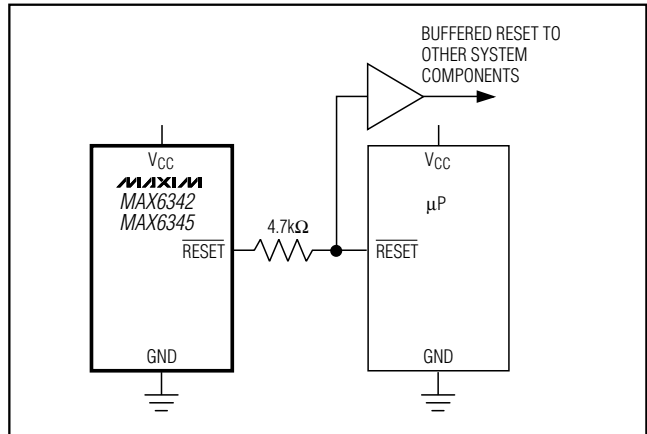 BUFFERED RESET TO
OTHER SYSTEM
COMPONENTS
VCC
MAXIM
MAX6342
MAX6345
RESET
GND
4.7kΩ
VCC
μP
RESET
GND